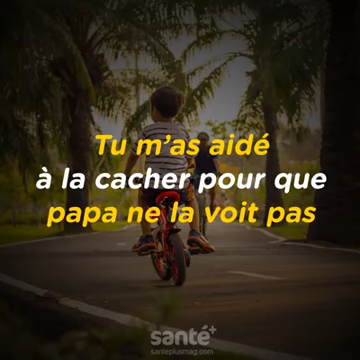 Tu m'as aidé
à la cacher pour que
papa ne la voit pas
santé+
santeplusmag.com